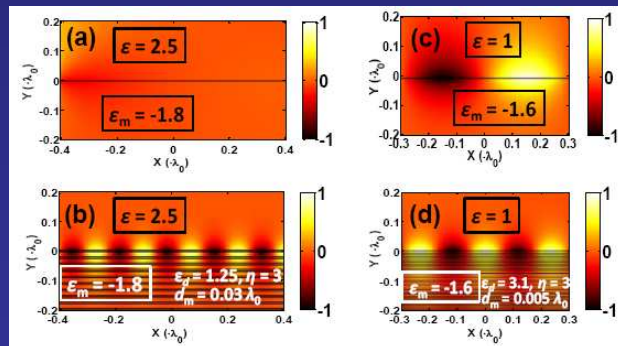 (a)
ε = 2.5
εm = -1.8
Y (·λ0)
0.2
0.1
0
-0.1
-0.2
-0.4 -0.2 0 0.2 0.4
X (·λ0)
1
0
-1
(c)
ε = 1
εm = -1.6
Y (·λ0)
0.2
0.1
0
-0.1
-0.2
-0.3 -0.2 -0.1 0 0.1 0.2 0.3
X (·λ0)
1
0
-1
(b)
ε = 2.5
εm = -1.8
εd = 1.25, η = 3
dm = 0.03 λ0
Y (·λ0)
0.2
0.1
0
-0.1
-0.2
-0.4 -0.2 0 0.2 0.4
X (·λ0)
1
0
-1
(d)
ε = 1
εm = -1.6
εd = 3.1, η = 3
dm = 0.005 λ0
Y (·λ0)
0.2
0.1
0
-0.1
-0.2
-0.3 -0.2 -0.1 0 0.1 0.2 0.3
X (·λ0)
1
0
-1